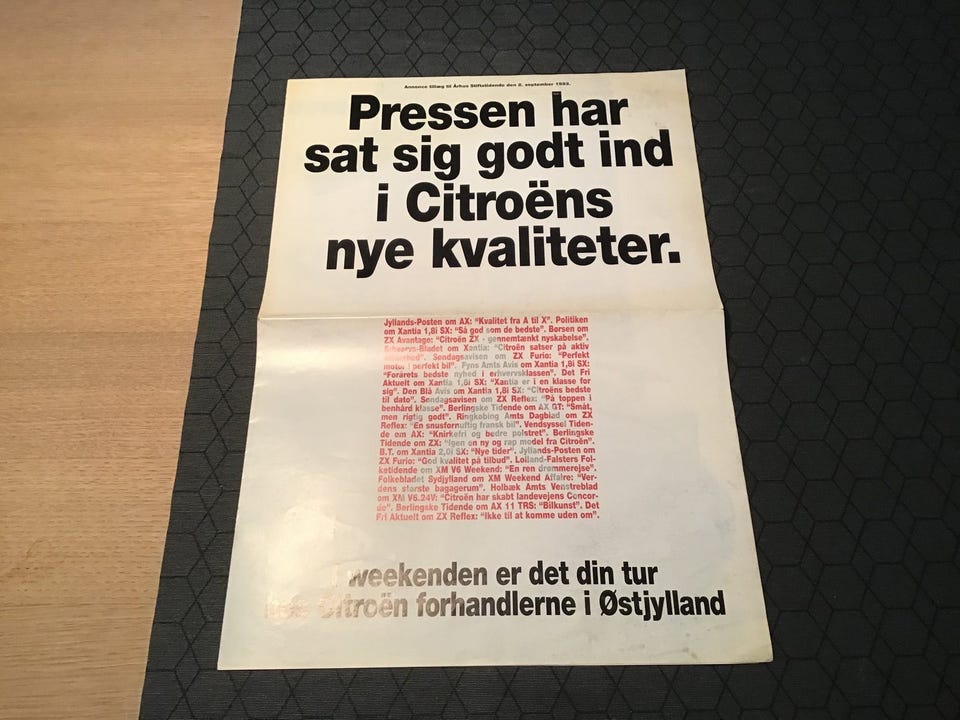 Annonce tillæg til Århus Stiftstidende den 2. september 1993.
Pressen har
sat sig godt ind
i Citroëns
nye kvaliteter.
Jyllands-Posten om AX: “Kvalitet fra A til X”. Politiken
om Xantia 1,8i SX: “Så god som de bedste”. Børsen om
ZX Avantage: “Citroën ZX - gennemtænkt nyskabelse”.
om Xantia: “Citroën satser på aktiv
Søndagsavisen om ZX Furio: “Perfekt
motor i perfekt bil”. Fyns Amts Avis om Xantia 1,8i SX:
“Forårets bedste nyhed i erhvervsklassen”. Det Fri
Aktuelt om Xantia 1,8i SX: “Xantia er i en klasse for
sig”. Den Blå Avis om Xantia 1,8i SX: “Citroëns bedste
til dato”. Søndagsavisen om ZX Reflex: “På toppen i
benhård klasse”. Berlingske Tidende om AX GT: “Småt,
men rigtig godt”. Ringkøbing Amts Dagblad om ZX
Reflex: “En snusfornuftig fransk bil”. Vendsyssel Tiden-
de om AX: “Knirkefri og bedre polstret”. Berlingske
Tidende om ZX: “Igen en ny og rap model fra Citroën”.
B.T. om Xantia 2,0i SX: “Nye tider”. Jyllands-Posten om
ZX Furio: “God kvalitet på tilbud”. Lolland-Falsters Fol-
ketidende om XM V6 Weekend: “En ren drømmerejse”.
Folkebladet Sydjylland om XM Weekend Affaire: “Ver-
dens største bagagerum”. Holbæk Amts Venstreblad
om XM V6.24V: “Citroën har skabt landevejens Concor-
de”. Berlingske Tidende om AX 11 TRS: “Bilkunst”. Det
Fri Aktuelt om ZX Reflex: “Ikke til at komme uden om”.
I weekenden er det din tur
hos Citroën forhandlerne i Østjylland